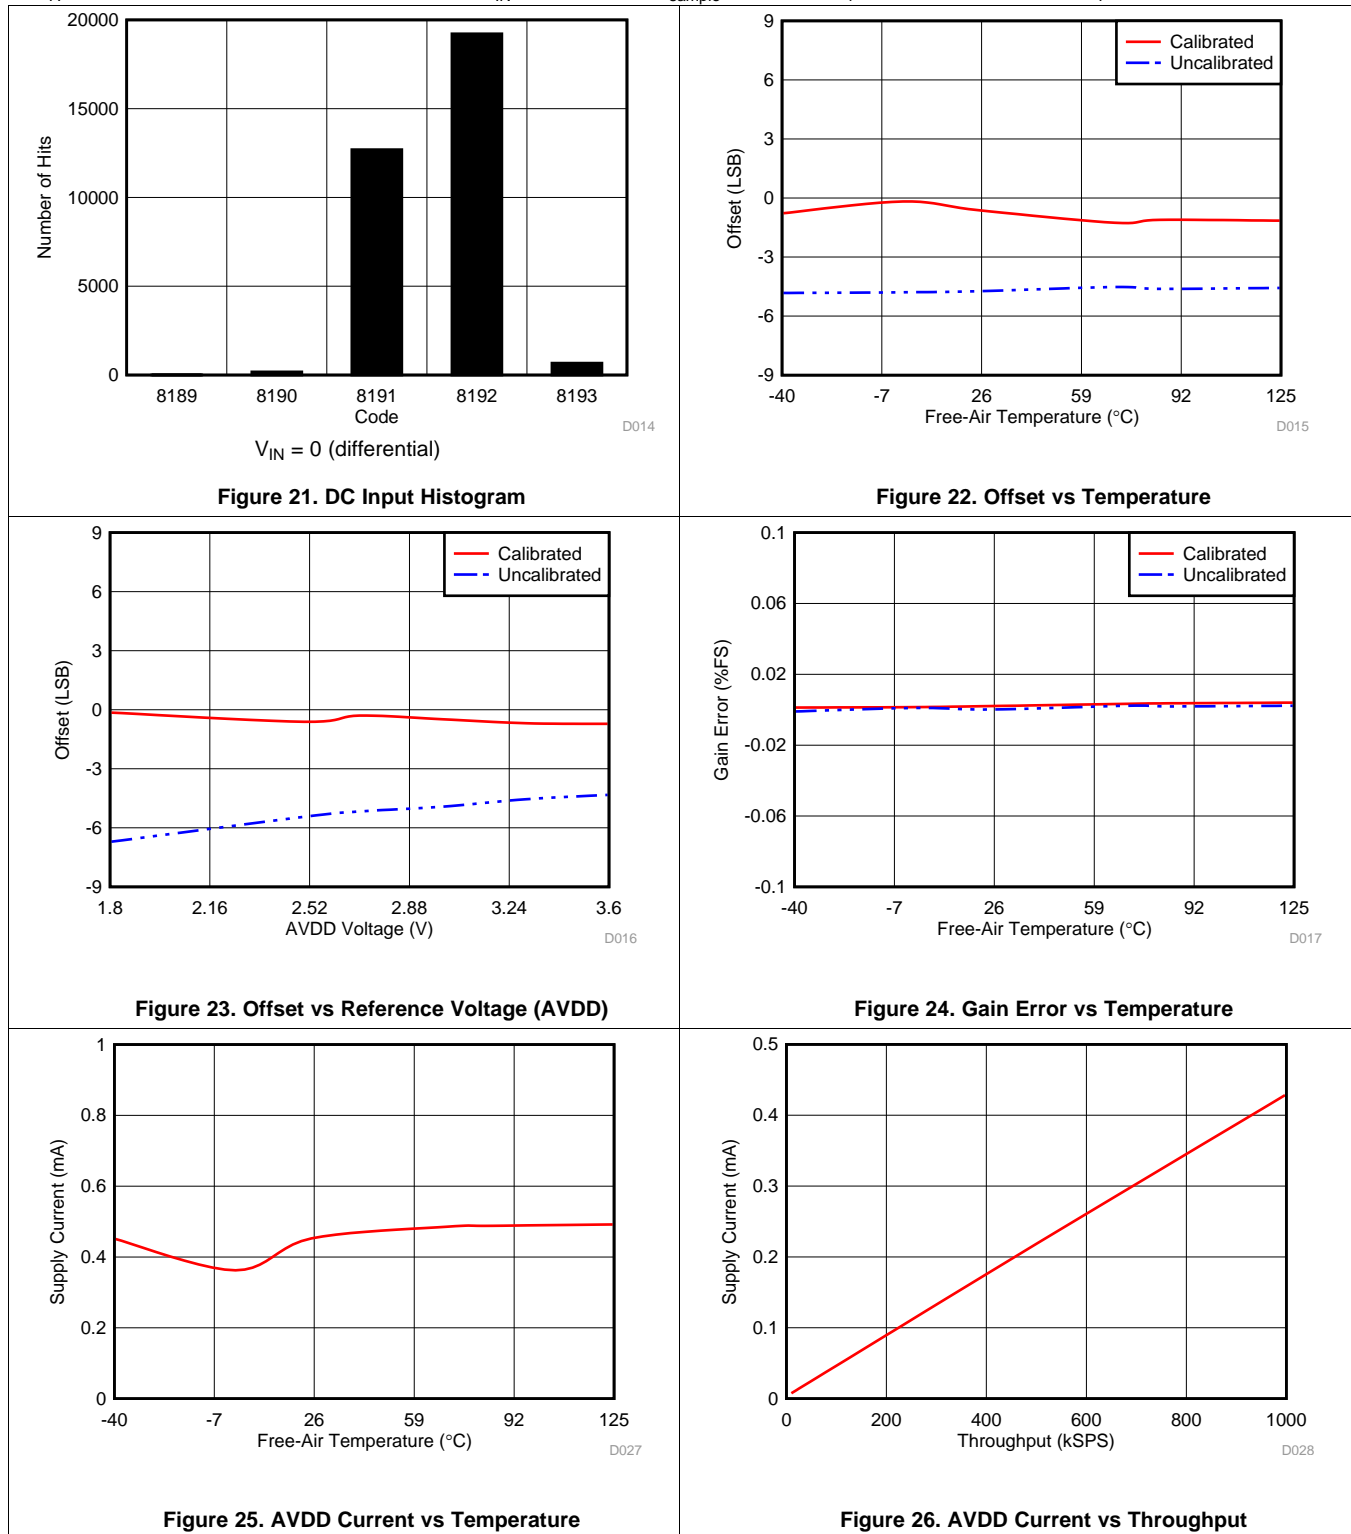 20000
15000
10000
5000
0
Number of Hits
8189 8190 8191 8192 8193
Code
D014
V_IN = 0 (differential)
Figure 21. DC Input Histogram
9
6
3
0
-3
-6
-9
Offset (LSB)
Calibrated
Uncalibrated
-40 -7 26 59 92 125
Free-Air Temperature (°C)
D015
Figure 22. Offset vs Temperature
9
6
3
0
-3
-6
-9
Offset (LSB)
Calibrated
Uncalibrated
1.8 2.16 2.52 2.88 3.24 3.6
AVDD Voltage (V)
D016
Figure 23. Offset vs Reference Voltage (AVDD)
0.1
0.06
0.02
-0.02
-0.06
-0.1
Gain Error (%FS)
Calibrated
Uncalibrated
-40 -7 26 59 92 125
Free-Air Temperature (°C)
D017
Figure 24. Gain Error vs Temperature
1
0.8
0.6
0.4
0.2
0
Supply Current (mA)
-40 -7 26 59 92 125
Free-Air Temperature (°C)
D027
Figure 25. AVDD Current vs Temperature
0.5
0.4
0.3
0.2
0.1
0
Supply Current (mA)
0 200 400 600 800 1000
Throughput (kSPS)
D028
Figure 26. AVDD Current vs Throughput